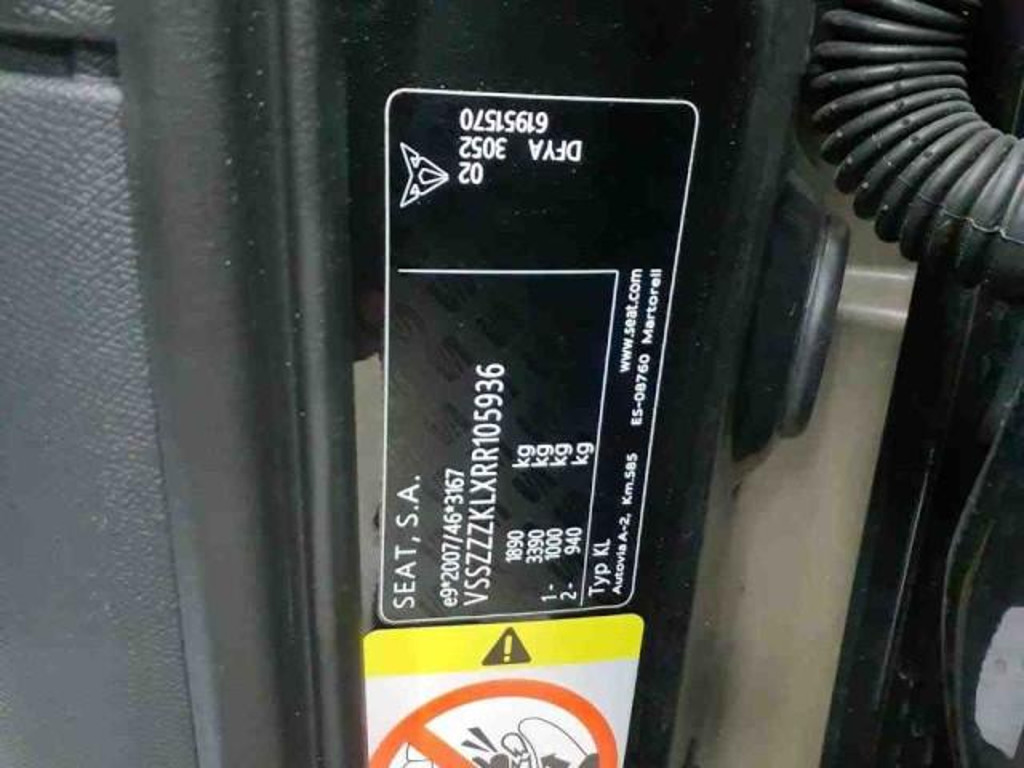 SEAT, S.A.
e9*2007/46*3167
VSSZZZKLXRR105936
1890 kg
3390 kg
1- 1000 kg
2- 940 kg
Typ KL
Autovia A-2, Km.585 ES-08760 Martorell
www.seat.com
02
3052
DFYA
61951570